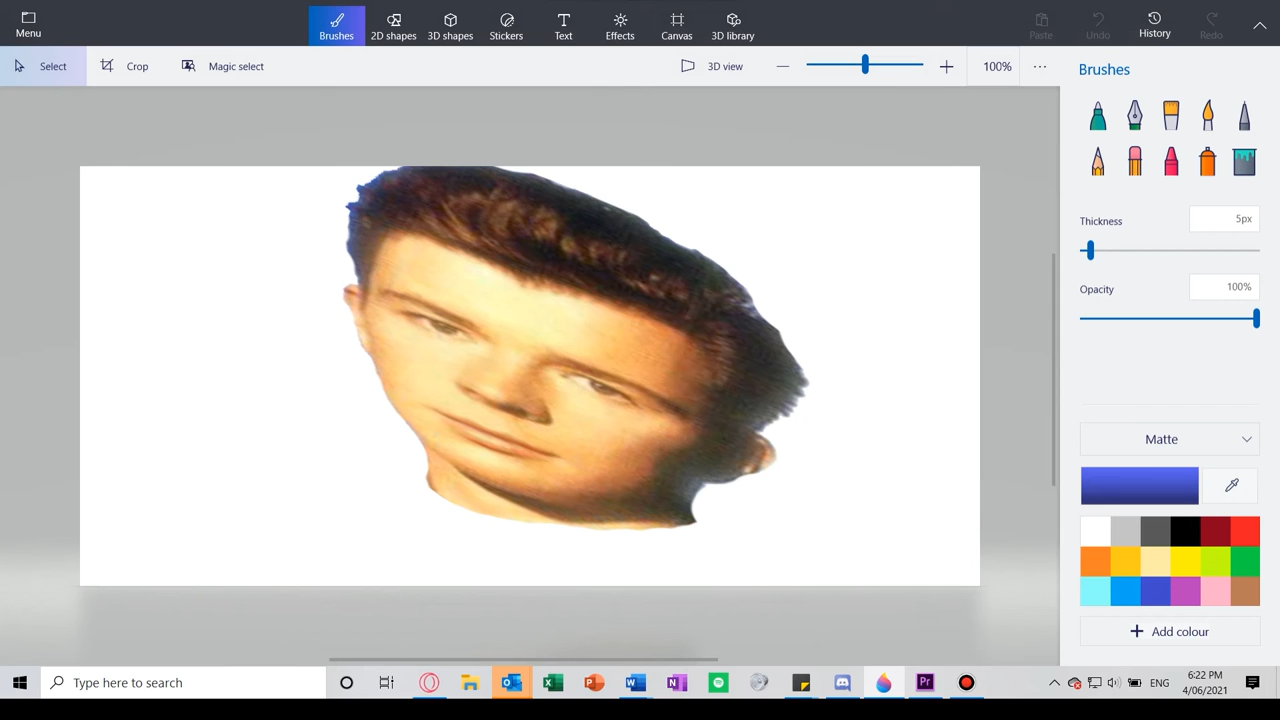 Menu
Brushes
2D shapes
3D shapes
Stickers
Text
Effects
Canvas
3D library
Paste
Undo
History
Redo
Select
Crop
Magic select
3D view
100%
Brushes
Thickness
5px
Opacity
100%
Matte
Add colour
Type here to search
ENG
6:22 PM
4/06/2021
Pr